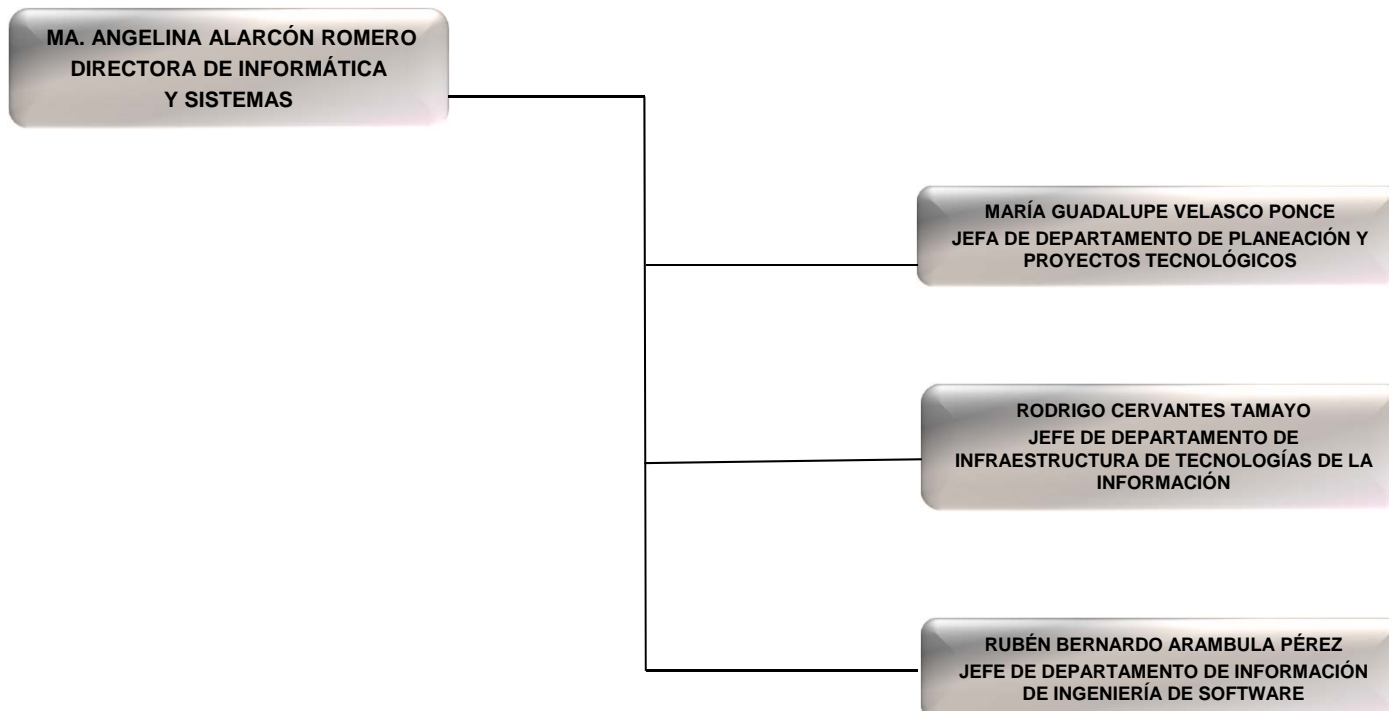 MA. ANGELINA ALARCÓN ROMERO
DIRECTORA DE INFORMÁTICA
Y SISTEMAS
MARÍA GUADALUPE VELASCO PONCE
JEFA DE DEPARTAMENTO DE PLANEACIÓN Y
PROYECTOS TECNOLÓGICOS
RODRIGO CERVANTES TAMAYO
JEFE DE DEPARTAMENTO DE
INFRAESTRUCTURA DE TECNOLOGÍAS DE LA
INFORMACIÓN
RUBÉN BERNARDO ARAMBULA PÉREZ
JEFE DE DEPARTAMENTO DE INFORMACIÓN
DE INGENIERÍA DE SOFTWARE